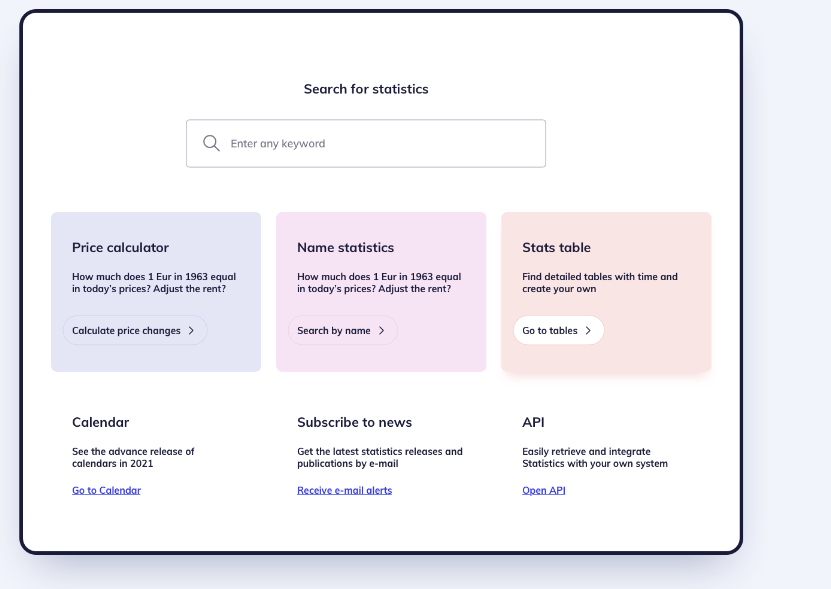 Search for statistics
Enter any keyword
Price calculator
How much does 1 Eur in 1963 equal
in today's prices? Adjust the rent?
Calculate price changes
Name statistics
How much does 1 Eur in 1963 equal
in today's prices? Adjust the rent?
Search by name
Stats table
Find detailed tables with time and
create your own
Go to tables
Calendar
See the advance release of
calendars in 2021
Go to Calendar
Subscribe to news
Get the latest statistics releases and
publications by e-mail
Receive e-mail alerts
API
Easily retrieve and integrate
Statistics with your own system
Open API